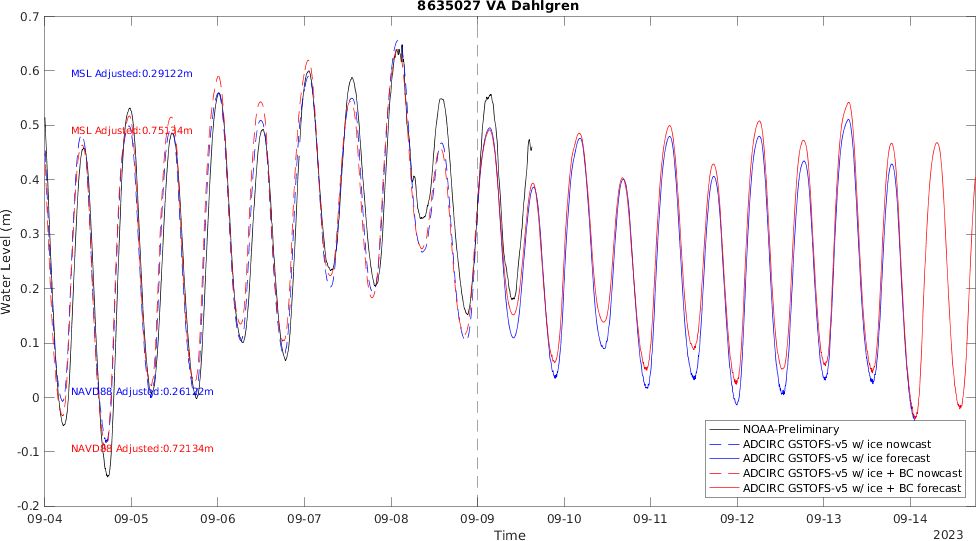 8635027 VA Dahlgren
0.7
0.6
0.5
0.4
0.3
0.2
0.1
0
-0.1
-0.2
Water Level (m)
MSL Adjusted:0.29122m
MSL Adjusted:0.75134m
NAVD88 Adjusted:0.26122m
NAVD88 Adjusted:0.72134m
NOAA-Preliminary
ADCIRC GSTOFS-v5 w/ ice nowcast
ADCIRC GSTOFS-v5 w/ ice forecast
ADCIRC GSTOFS-v5 w/ ice + BC nowcast
ADCIRC GSTOFS-v5 w/ ice + BC forecast
09-04 09-05 09-06 09-07 09-08 09-09 09-10 09-11 09-12 09-13 09-14
Time
2023